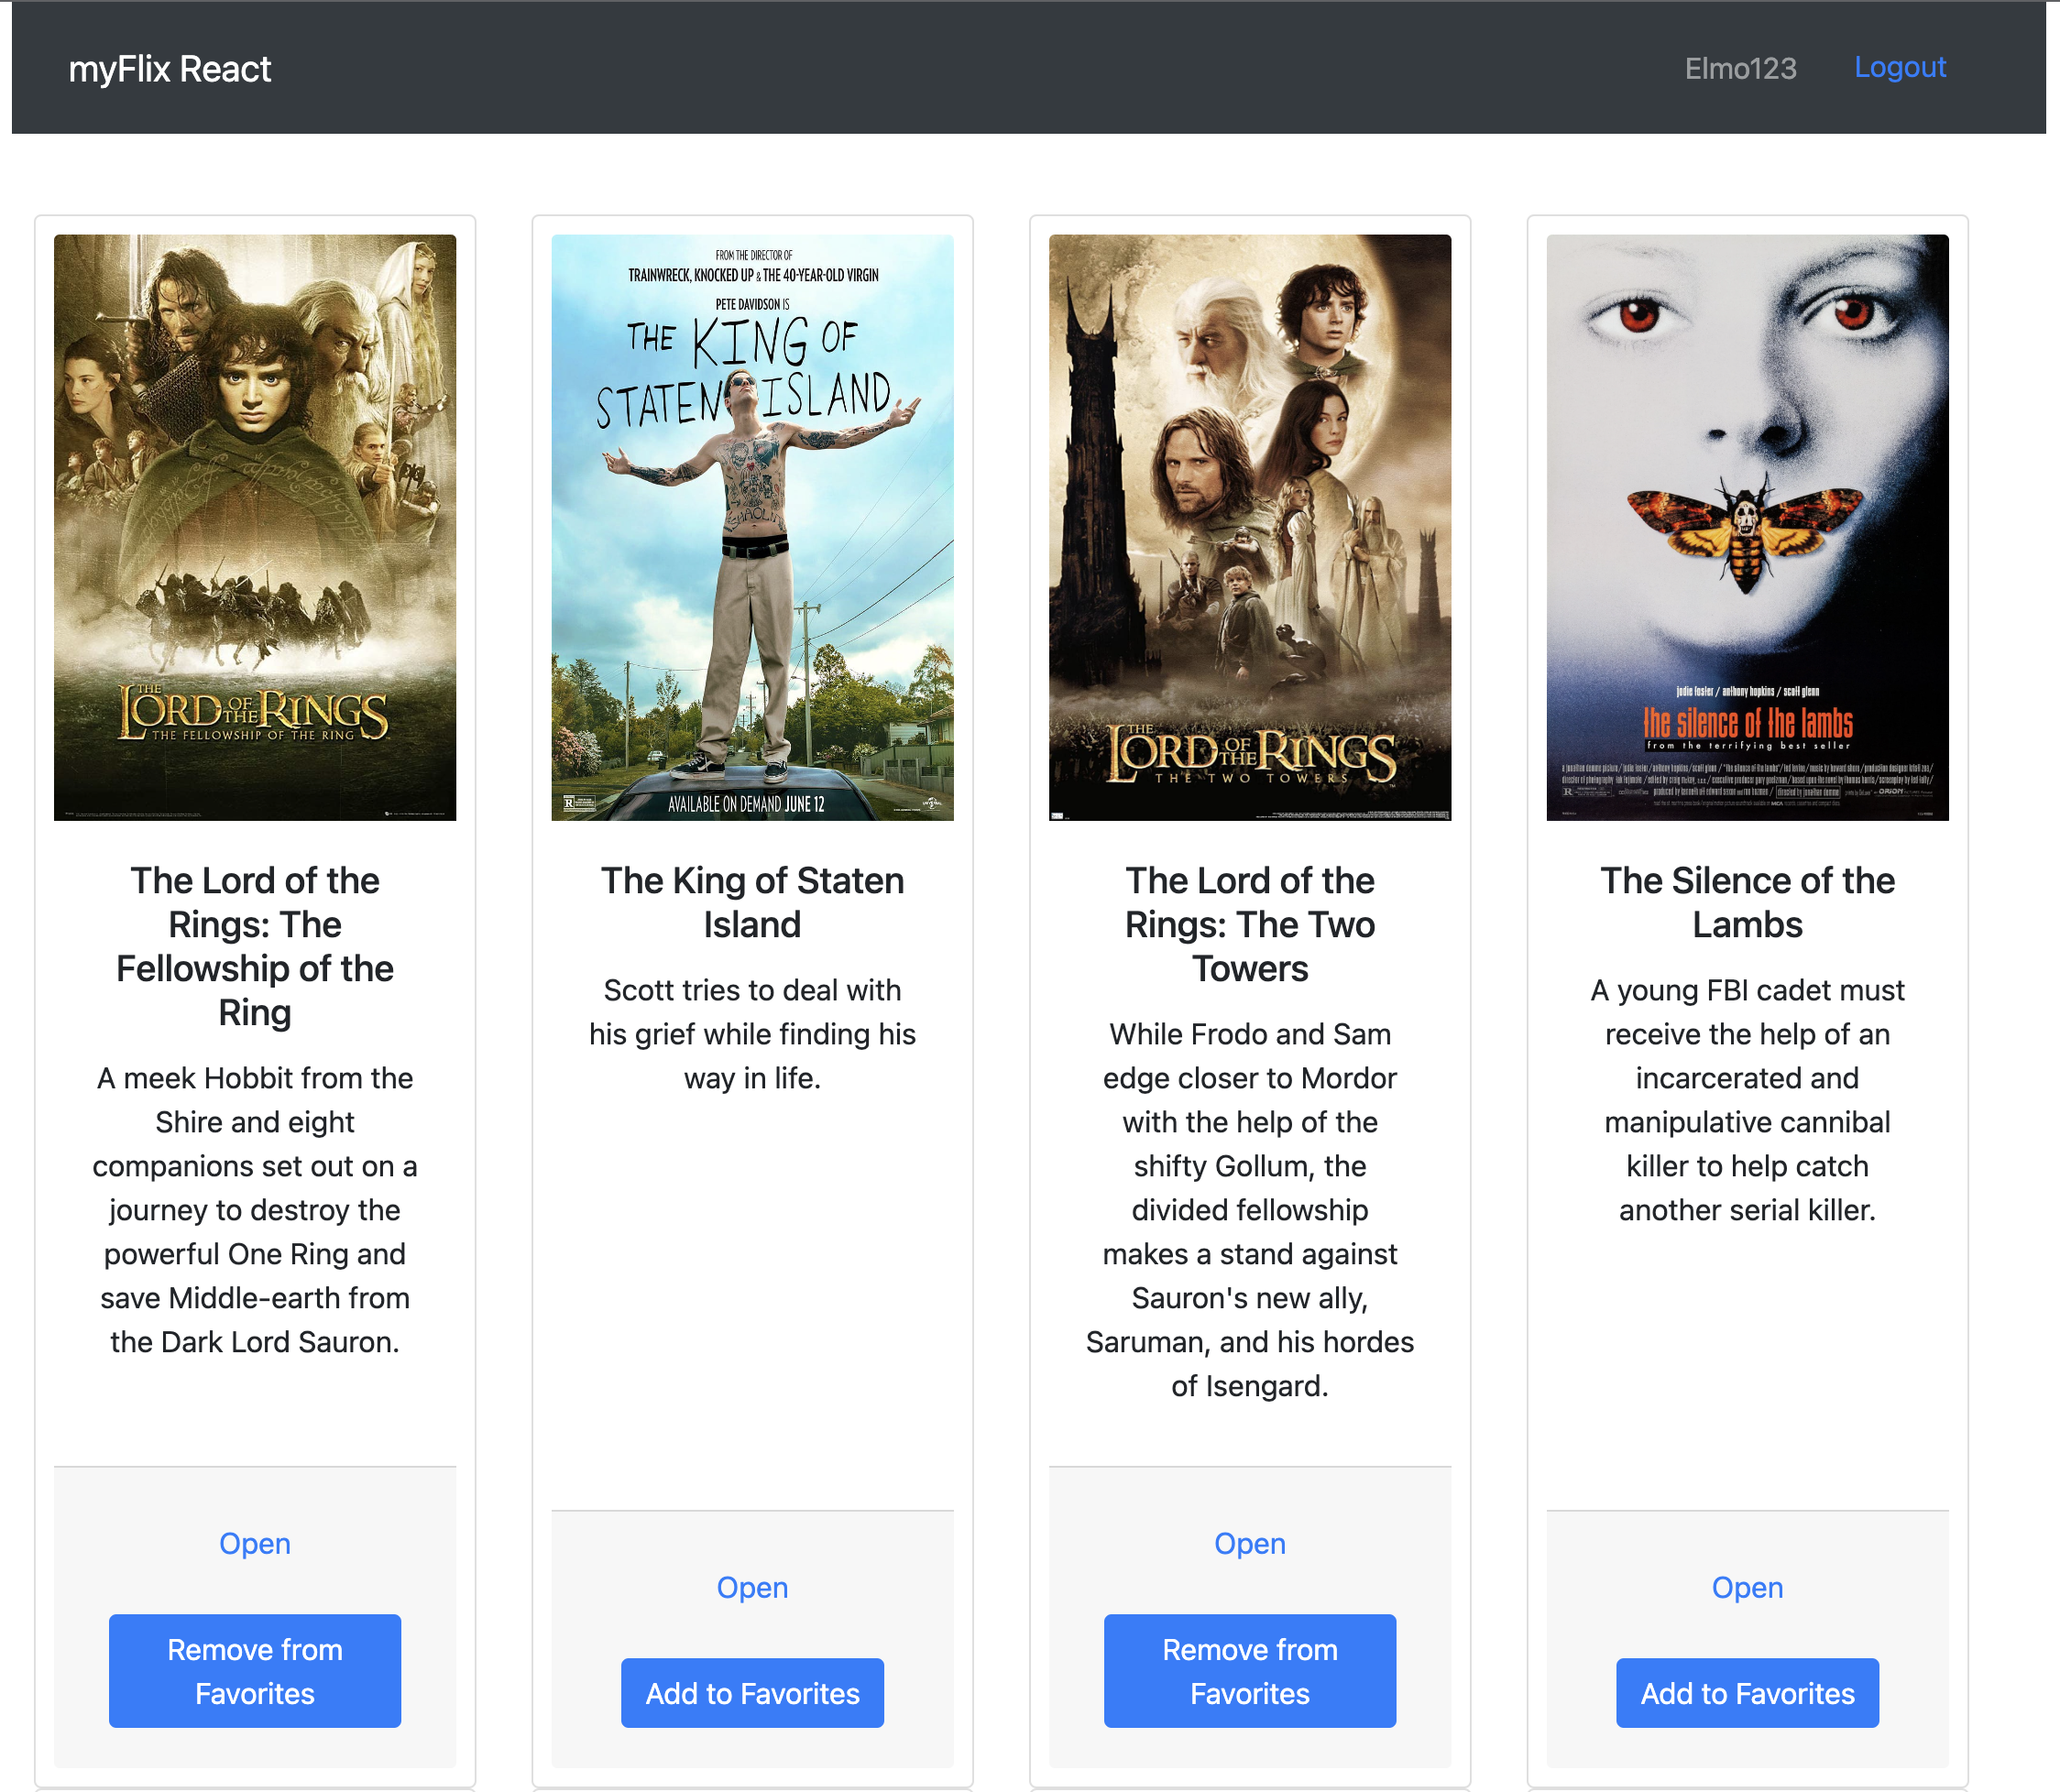 myFlix React
Elmo123
Logout
THE
LORD OF THE RINGS
THE FELLOWSHIP OF THE RING
The Lord of the
Rings: The
Fellowship of the
Ring
A meek Hobbit from the
Shire and eight
companions set out on a
journey to destroy the
powerful One Ring and
save Middle-earth from
the Dark Lord Sauron.
Open
Remove from
Favorites
FROM THE DIRECTOR OF
TRAINWRECK, KNOCKED UP & THE 40-YEAR-OLD VIRGIN
PETE DAVIDSON IS
THE KING OF
STATEN ISLAND
SHAOLIN
R
AVAILABLE ON DEMAND JUNE 12
The King of Staten
Island
Scott tries to deal with
his grief while finding his
way in life.
Open
Add to Favorites
THE
LORD OF THE RINGS
THE TWO TOWERS
The Lord of the
Rings: The Two
Towers
While Frodo and Sam
edge closer to Mordor
with the help of the
shifty Gollum, the
divided fellowship
makes a stand against
Sauron's new ally,
Saruman, and his hordes
of Isengard.
Open
Remove from
Favorites
jodie foster / anthony hopkins / scott glenn
the silence of the lambs
from the terrifying best seller
R
ORION
The Silence of the
Lambs
A young FBI cadet must
receive the help of an
incarcerated and
manipulative cannibal
killer to help catch
another serial killer.
Open
Add to Favorites